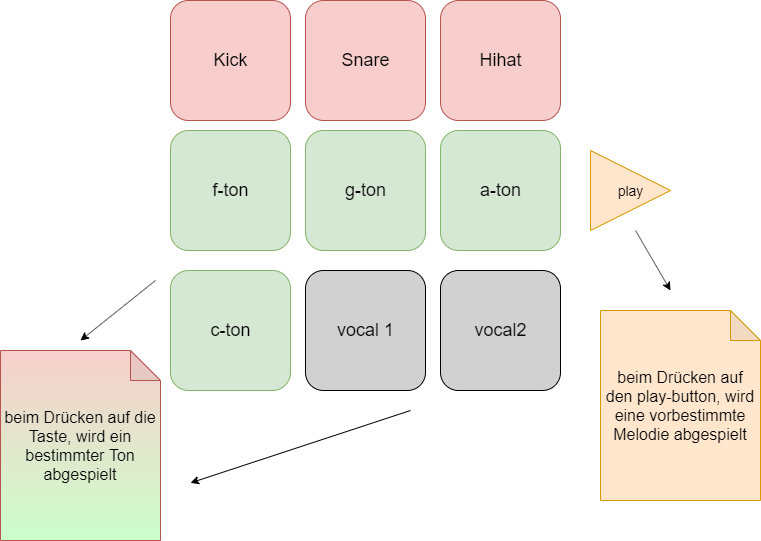 Kick
Snare
Hihat
f-ton
g-ton
a-ton
play
c-ton
vocal 1
vocal2
beim Drücken auf die
Taste, wird ein
bestimmter Ton
abgespielt
beim Drücken auf
den play-button, wird
eine vorbestimmte
Melodie abgespielt